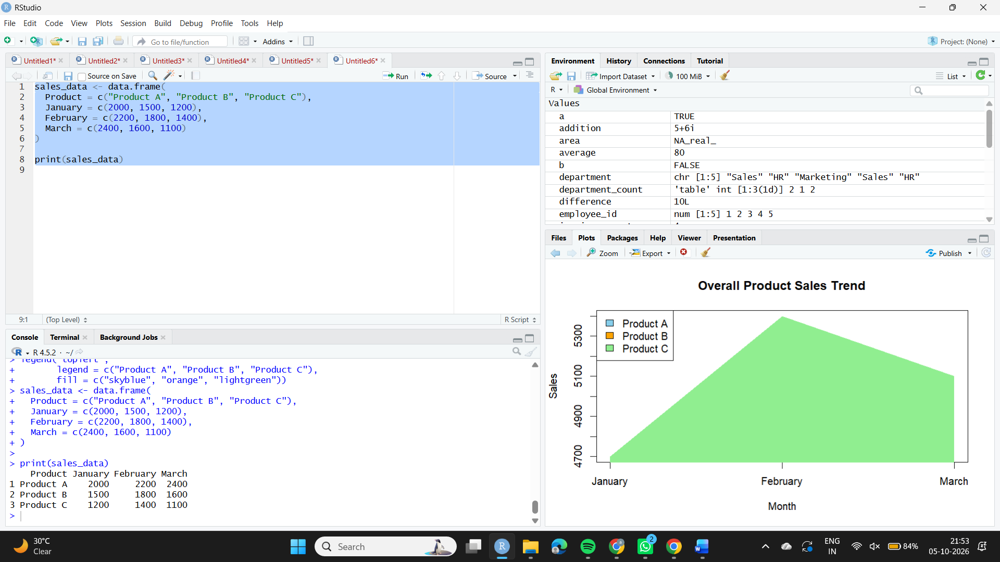 RStudio
File Edit Code View Plots Session Build Debug Profile Tools Help
Go to file/function Addins Project: (None)
Untitled1* Untitled2* Untitled3* Untitled4* Untitled5* Untitled6*
Source on Save Run Source
1 sales_data <- data.frame(
2   Product = c("Product A", "Product B", "Product C"),
3   January = c(2000, 1500, 1200),
4   February = c(2200, 1800, 1400),
5   March = c(2400, 1600, 1100)
6 )
7
8 print(sales_data)
9
9:1 (Top Level) R Script
Console Terminal Background Jobs
R 4.5.2 · ~/
> legend("topleft",
+        legend = c("Product A", "Product B", "Product C"),
+        fill = c("skyblue", "orange", "lightgreen"))
> sales_data <- data.frame(
+   Product = c("Product A", "Product B", "Product C"),
+   January = c(2000, 1500, 1200),
+   February = c(2200, 1800, 1400),
+   March = c(2400, 1600, 1100)
+ )
>
> print(sales_data)
    Product January February March
1 Product A    2000     2200  2400
2 Product B    1500     1800  1600
3 Product C    1200     1400  1100
>
Environment History Connections Tutorial
Import Dataset 100 MiB List
R Global Environment
Values
a TRUE
addition 5+6i
area NA_real_
average 80
b FALSE
department chr [1:5] "Sales" "HR" "Marketing" "Sales" "HR"
department_count 'table' int [1:3(1d)] 2 1 2
difference 10L
employee_id num [1:5] 1 2 3 4 5
Files Plots Packages Help Viewer Presentation
Zoom Export Publish
Overall Product Sales Trend
Product A
Product B
Product C
5300
5100
4900
4700
Sales
January February March
Month
30°C
Clear
Search
2
ENG
IN
84%
21:53
05-10-2026